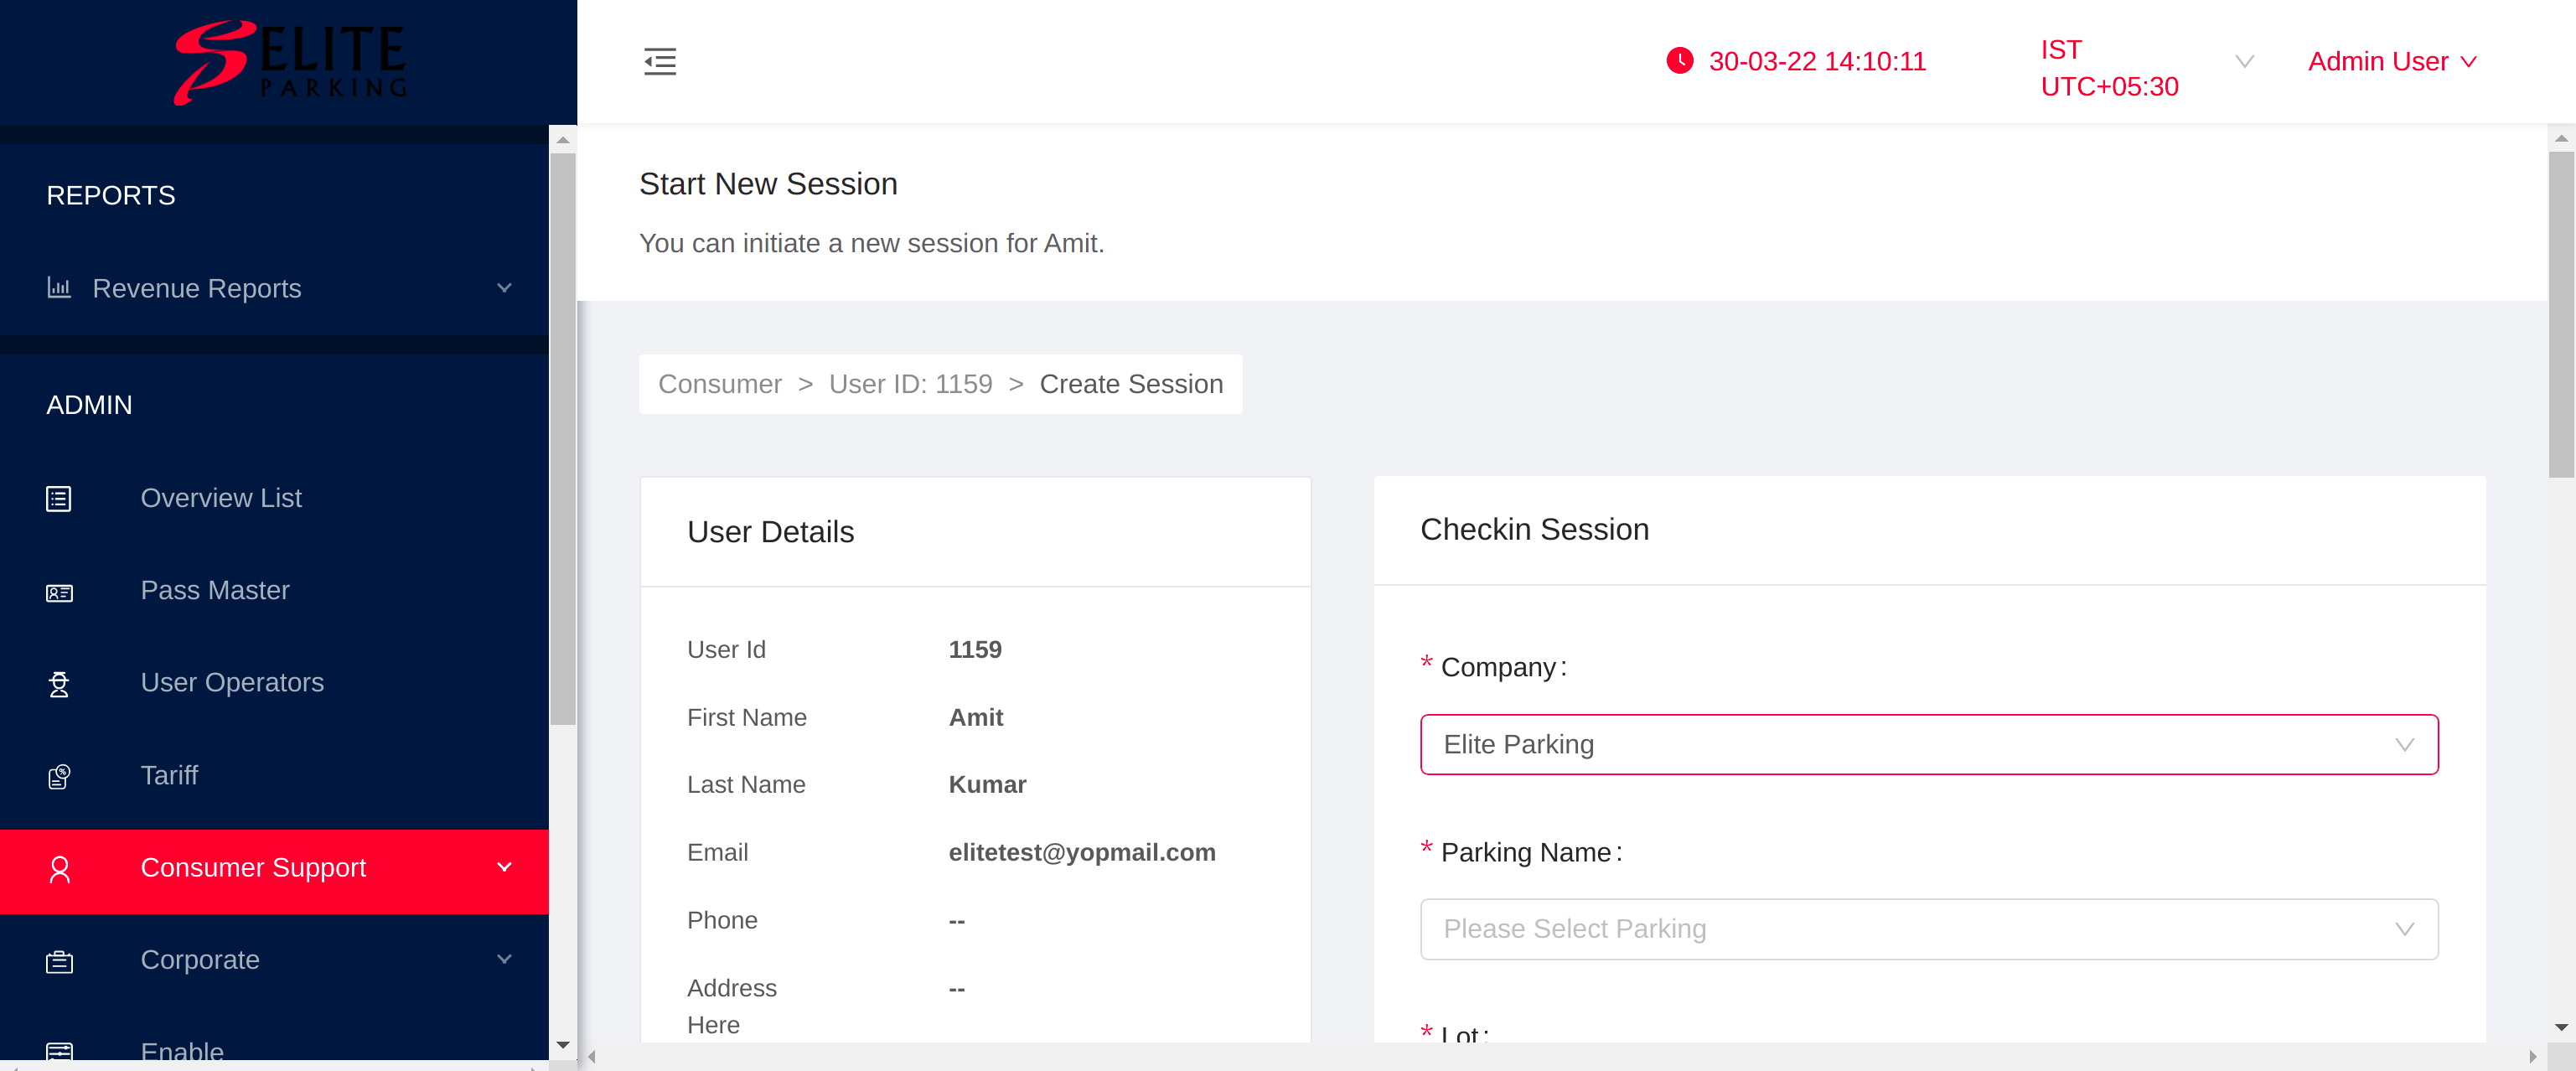 ELITE
PARKING
30-03-22 14:10:11
IST
UTC+05:30
Admin User
REPORTS
Revenue Reports
ADMIN
Overview List
Pass Master
User Operators
Tariff
Consumer Support
Corporate
Enable
Start New Session
You can initiate a new session for Amit.
Consumer > User ID: 1159 > Create Session
User Details
User Id 1159
First Name Amit
Last Name Kumar
Email elitetest@yopmail.com
Phone --
Address --
Here
Checkin Session
* Company:
Elite Parking
* Parking Name:
Please Select Parking
* Lot: